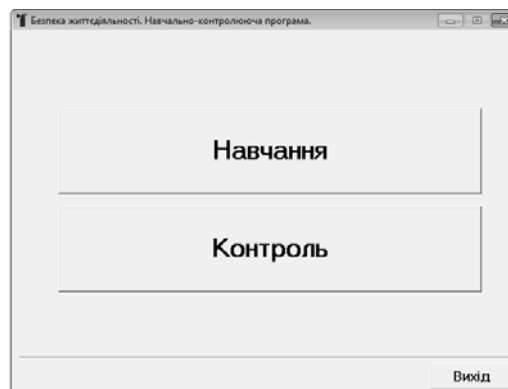 Безпека життєдіяльності. Навчально-контролююча програма.
Навчання
Контроль
Вихід